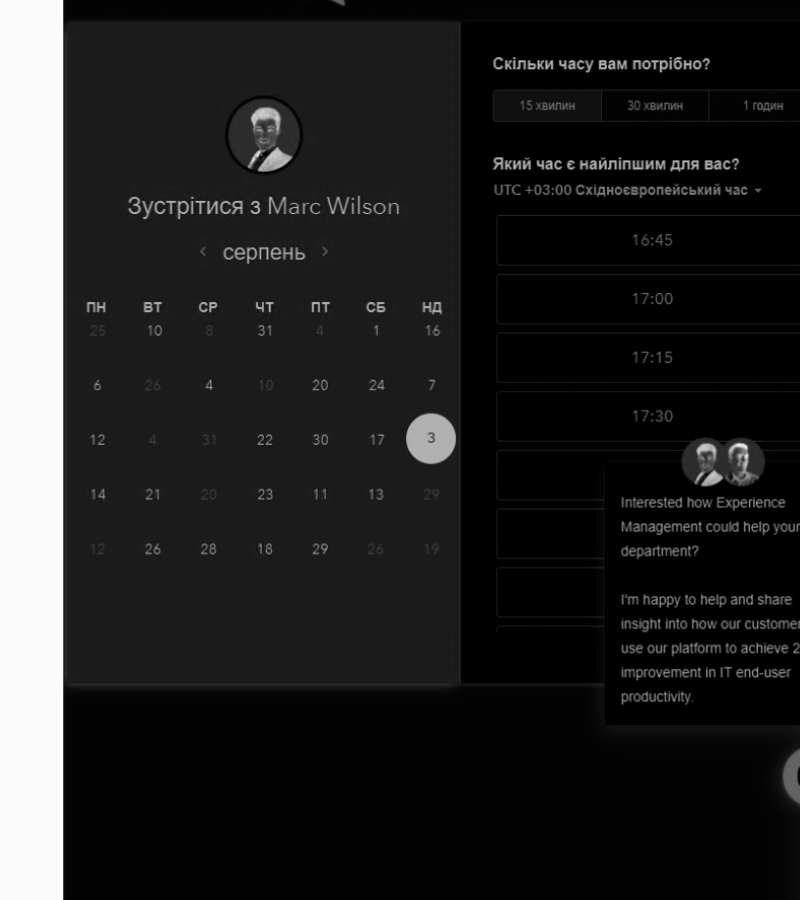 Зустрітися з Marc Wilson
серпень
ПН ВТ СР ЧТ ПТ СБ НД
25 10 8 31 4 1 16
6 26 4 10 20 24 7
12 4 31 22 30 17 3
14 21 20 23 11 13 29
12 26 28 18 29 26 19
Скільки часу вам потрібно?
15 хвилин 30 хвилин 1 годин
Який час є найліпшим для вас?
UTC +03:00 Східноєвропейський час
16:45
17:00
17:15
17:30
Interested how Experience
Management could help your
department?
I'm happy to help and share
insight into how our customer
use our platform to achieve 2
improvement in IT end-user
productivity.